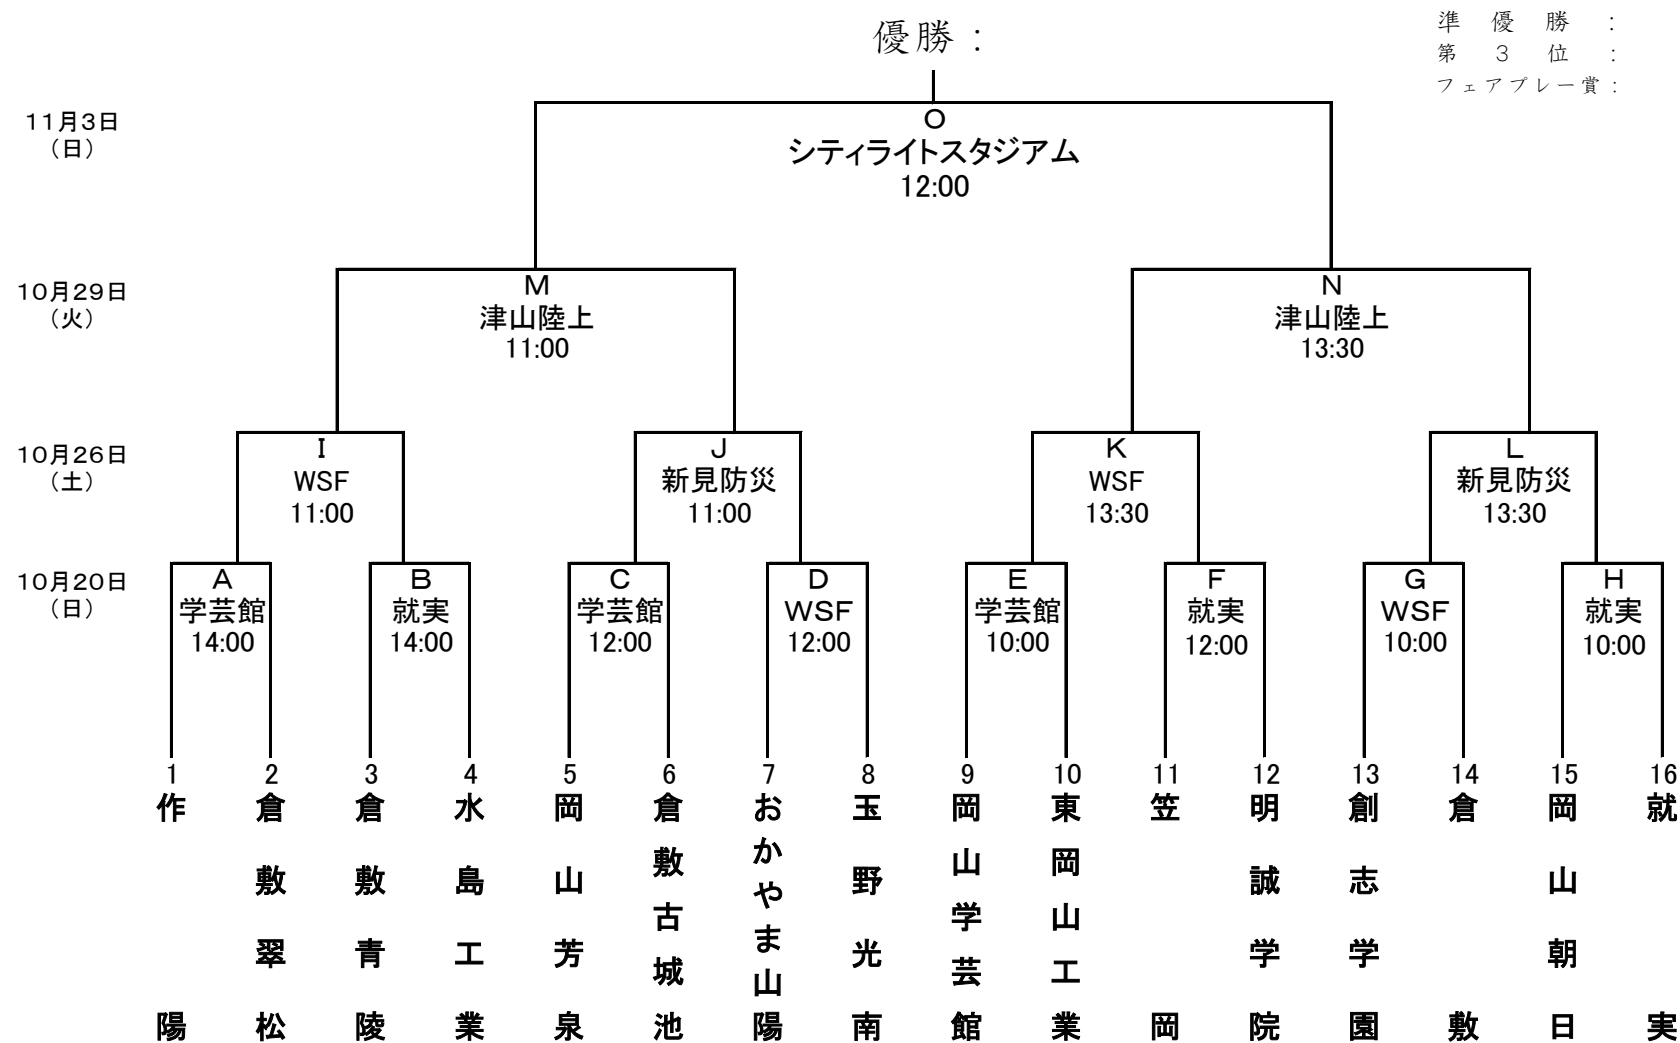 優勝：
準優勝：
第３位：
フェアプレー賞：
11月3日
（日）
O
シティライトスタジアム
12:00
10月29日
（火）
M
津山陸上
11:00
N
津山陸上
13:30
10月26日
（土）
I
WSF
11:00
J
新見防災
11:00
K
WSF
13:30
L
新見防災
13:30
10月20日
（日）
A
学芸館
14:00
B
就実
14:00
C
学芸館
12:00
D
WSF
12:00
E
学芸館
10:00
F
就実
12:00
G
WSF
10:00
H
就実
10:00
1
作陽
2
倉敷翠松
3
倉敷青陵
4
水島工業
5
岡山芳泉
6
倉敷古城池
7
おかやま山陽
8
玉野光南
9
岡山学芸館
10
東岡山工業
11
笠岡
12
明誠学院
13
創志学園
14
倉敷
15
岡山朝日
16
就実